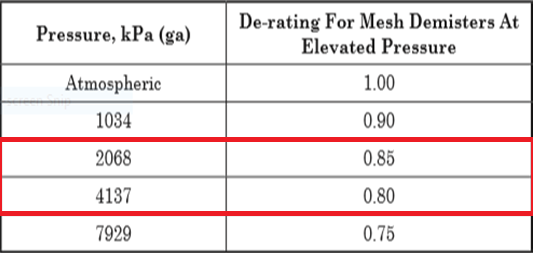 Pressure, kPa (ga)
De-rating For Mesh Demisters At
Elevated Pressure
Atmospheric 1.00
1034 0.90
2068 0.85
4137 0.80
7929 0.75